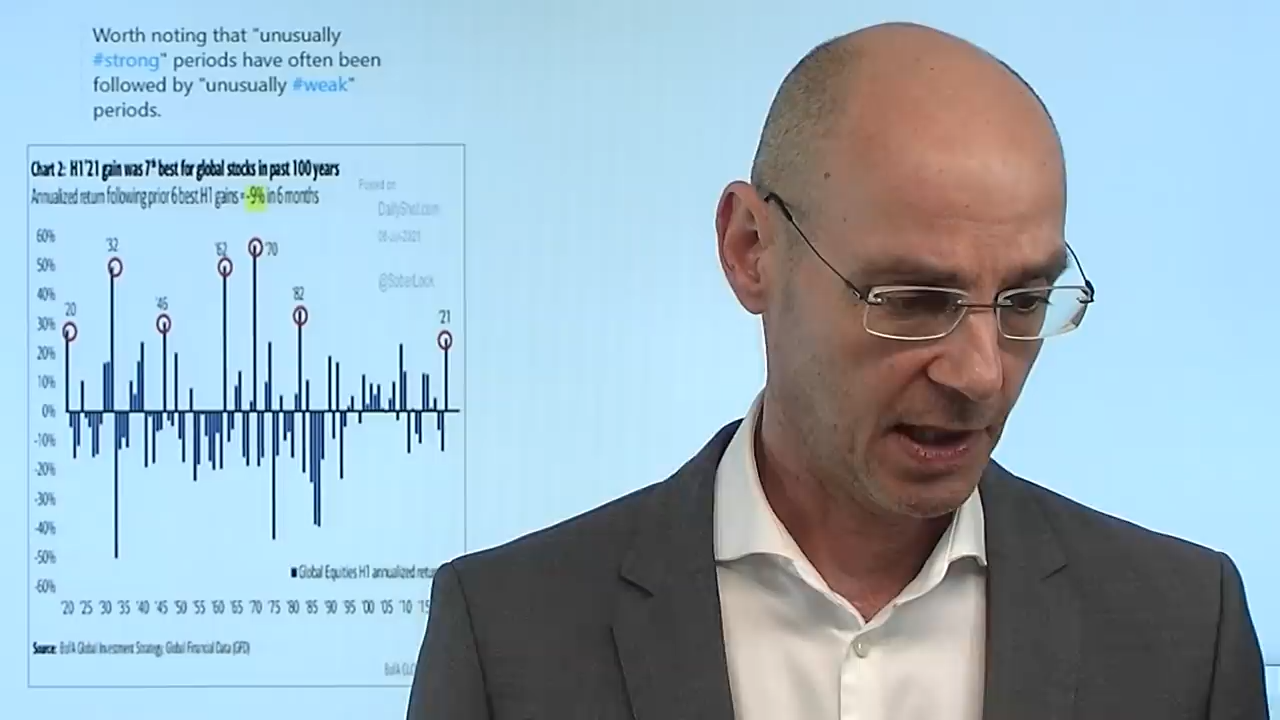 Worth noting that "unusually
#strong" periods have often been
followed by "unusually #weak"
periods.
Chart 2: H1'21 gain was 7th best for global stocks in past 100 years
Annualized return following prior 6 best H1 gains = -9% in 6 months
Posted on
DailyShot.com
@SoberLook
60%
50%
40%
30%
20%
10%
0%
-10%
-20%
-30%
-40%
-50%
-60%
'20
'32
'62
'70
'82
'21
Global Equities H1 annualized
'20 '25 '30 '35 '40 '45 '50 '55 '60 '65 '70 '75 '80 '85 '90 '95 '00 '05 '10 '15
Source: BofA Global Investment Strategy, Global Financial Data (GFD)